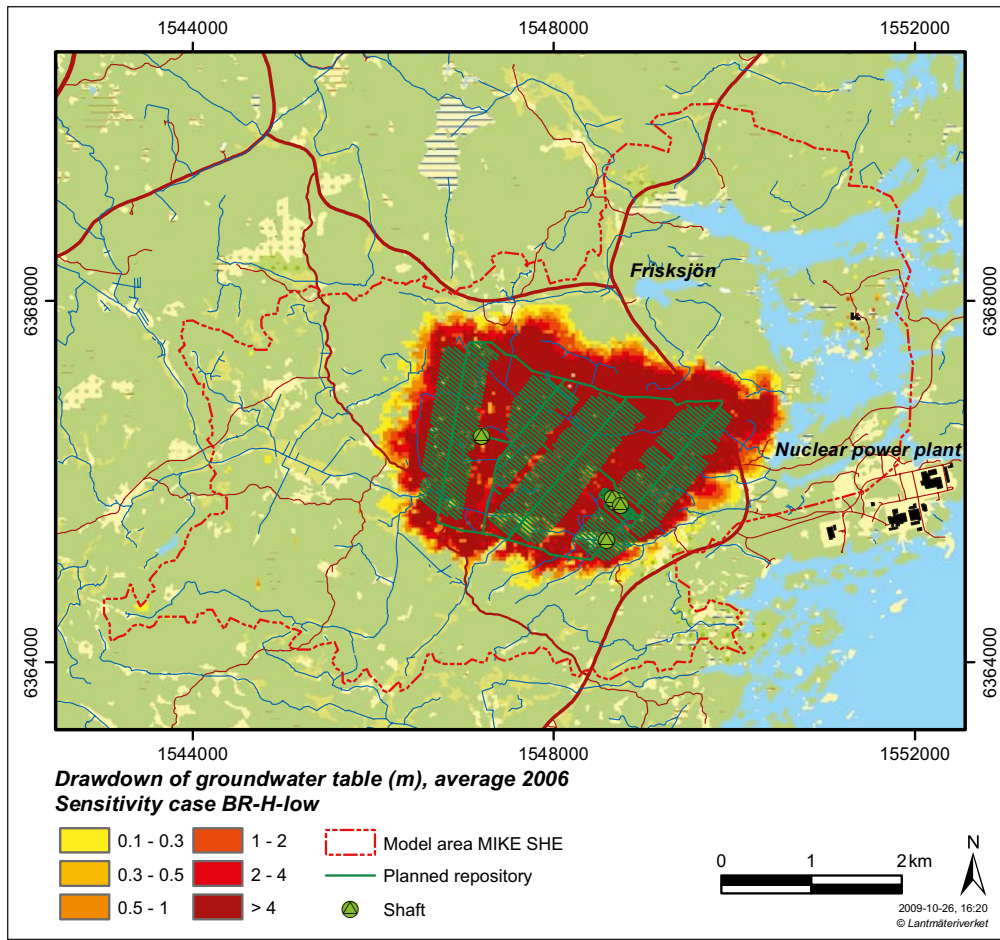 1544000 1548000 1552000
6368000 6368000
Frisksjön
Nuclear power plant
6364000 6364000
1544000 1548000 1552000
Drawdown of groundwater table (m), average 2006
Sensitivity case BR-H-low
0.1 - 0.3 1 - 2 Model area MIKE SHE
0.3 - 0.5 2 - 4 Planned repository
0.5 - 1 > 4 Shaft
0 1 2 km
N
2009-10-26, 16:20
© Lantmäteriverket